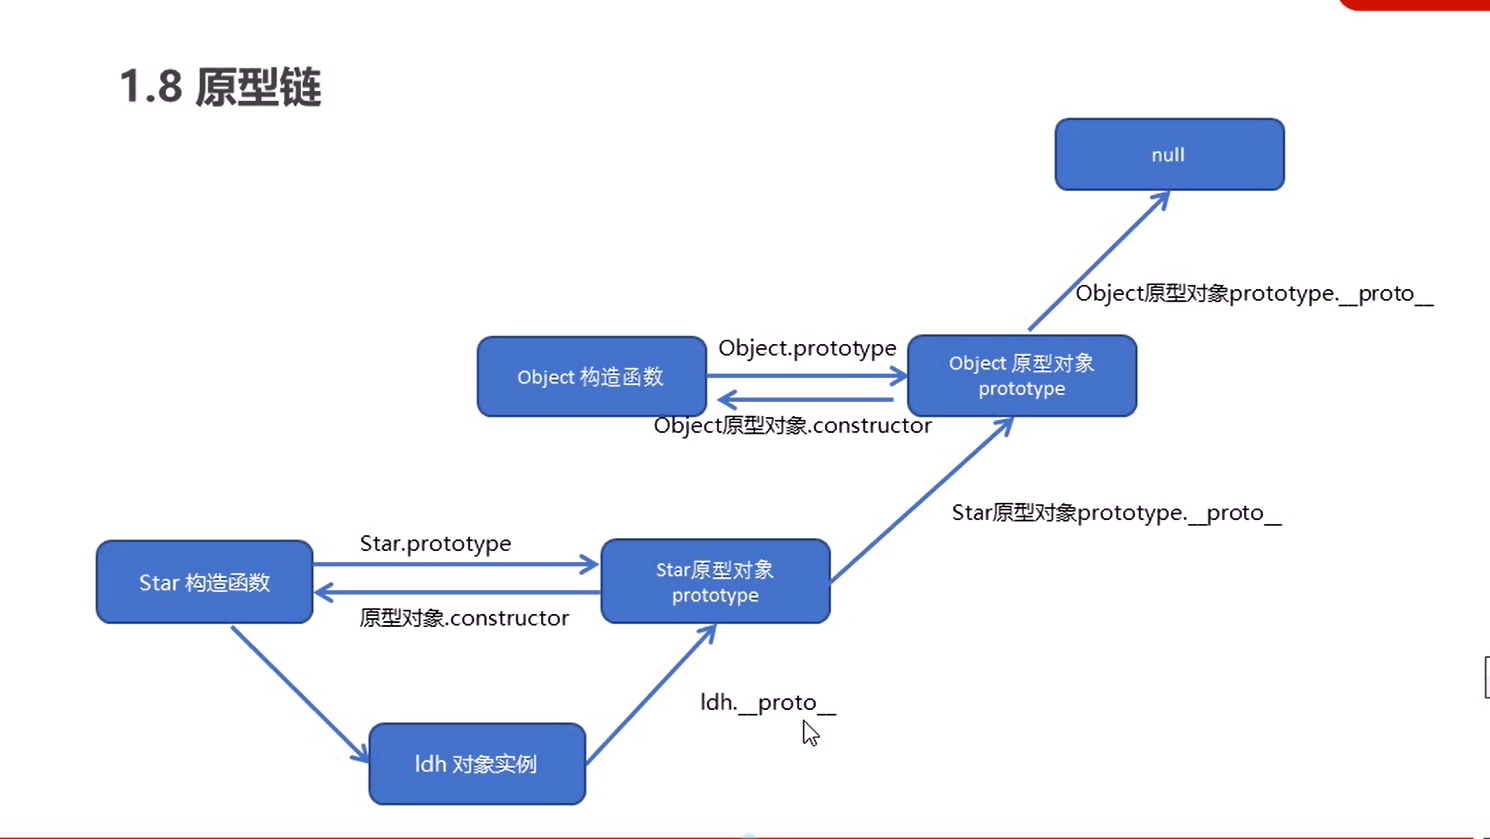 1.8 原型链
null
Object原型对象prototype.__proto__
Object.prototype
Object 构造函数
Object 原型对象
prototype
Object原型对象.constructor
Star原型对象prototype.__proto__
Star.prototype
Star 构造函数
Star原型对象
prototype
原型对象.constructor
ldh.__proto__
ldh 对象实例